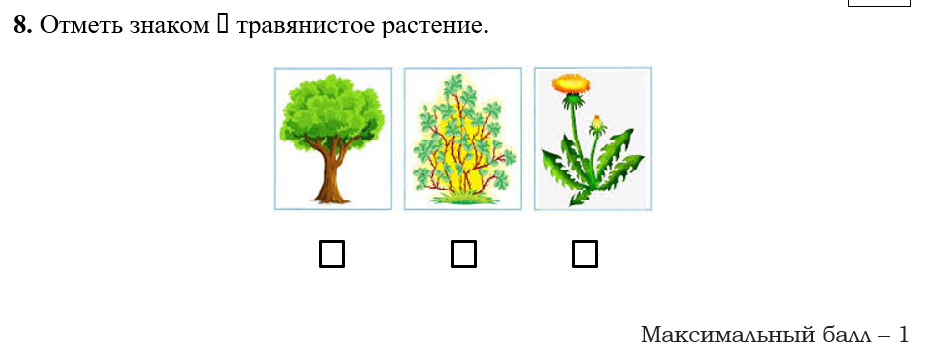 8. Отметь знаком ▯ травянистое растение.
Максимальный балл – 1